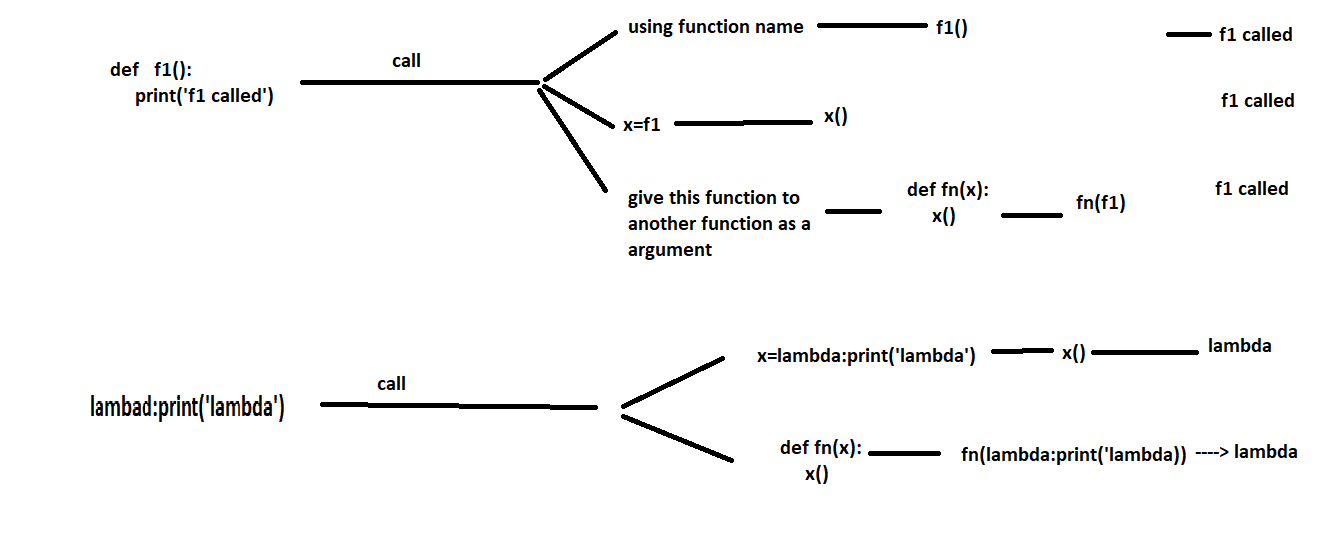 using function name
f1()
f1 called
call
def f1():
print('f1 called')
f1 called
x=f1
x()
give this function to
another function as a
argument
def fn(x):
x()
fn(f1)
f1 called
x=lambda:print('lambda')
x()
lambda
call
lambad:print('lambda')
def fn(x):
x()
fn(lambda:print('lambda))
----> lambda